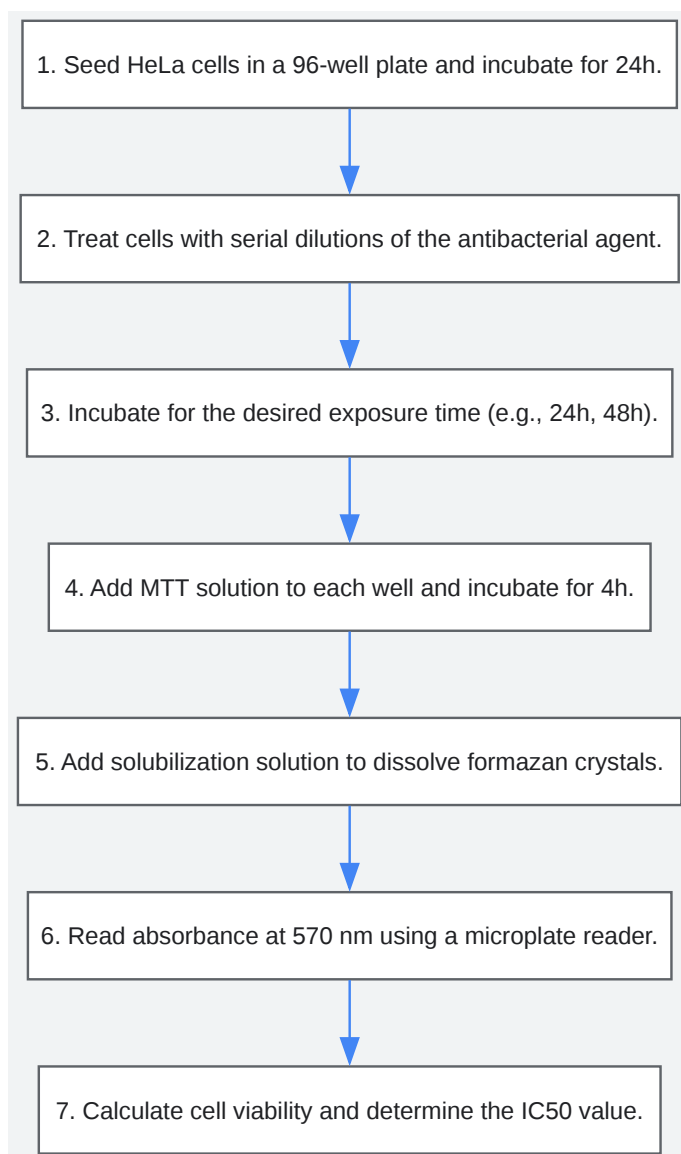 1. Seed HeLa cells in a 96-well plate and incubate for 24h.
2. Treat cells with serial dilutions of the antibacterial agent.
3. Incubate for the desired exposure time (e.g., 24h, 48h).
4. Add MTT solution to each well and incubate for 4h.
5. Add solubilization solution to dissolve formazan crystals.
6. Read absorbance at 570 nm using a microplate reader.
7. Calculate cell viability and determine the IC50 value.